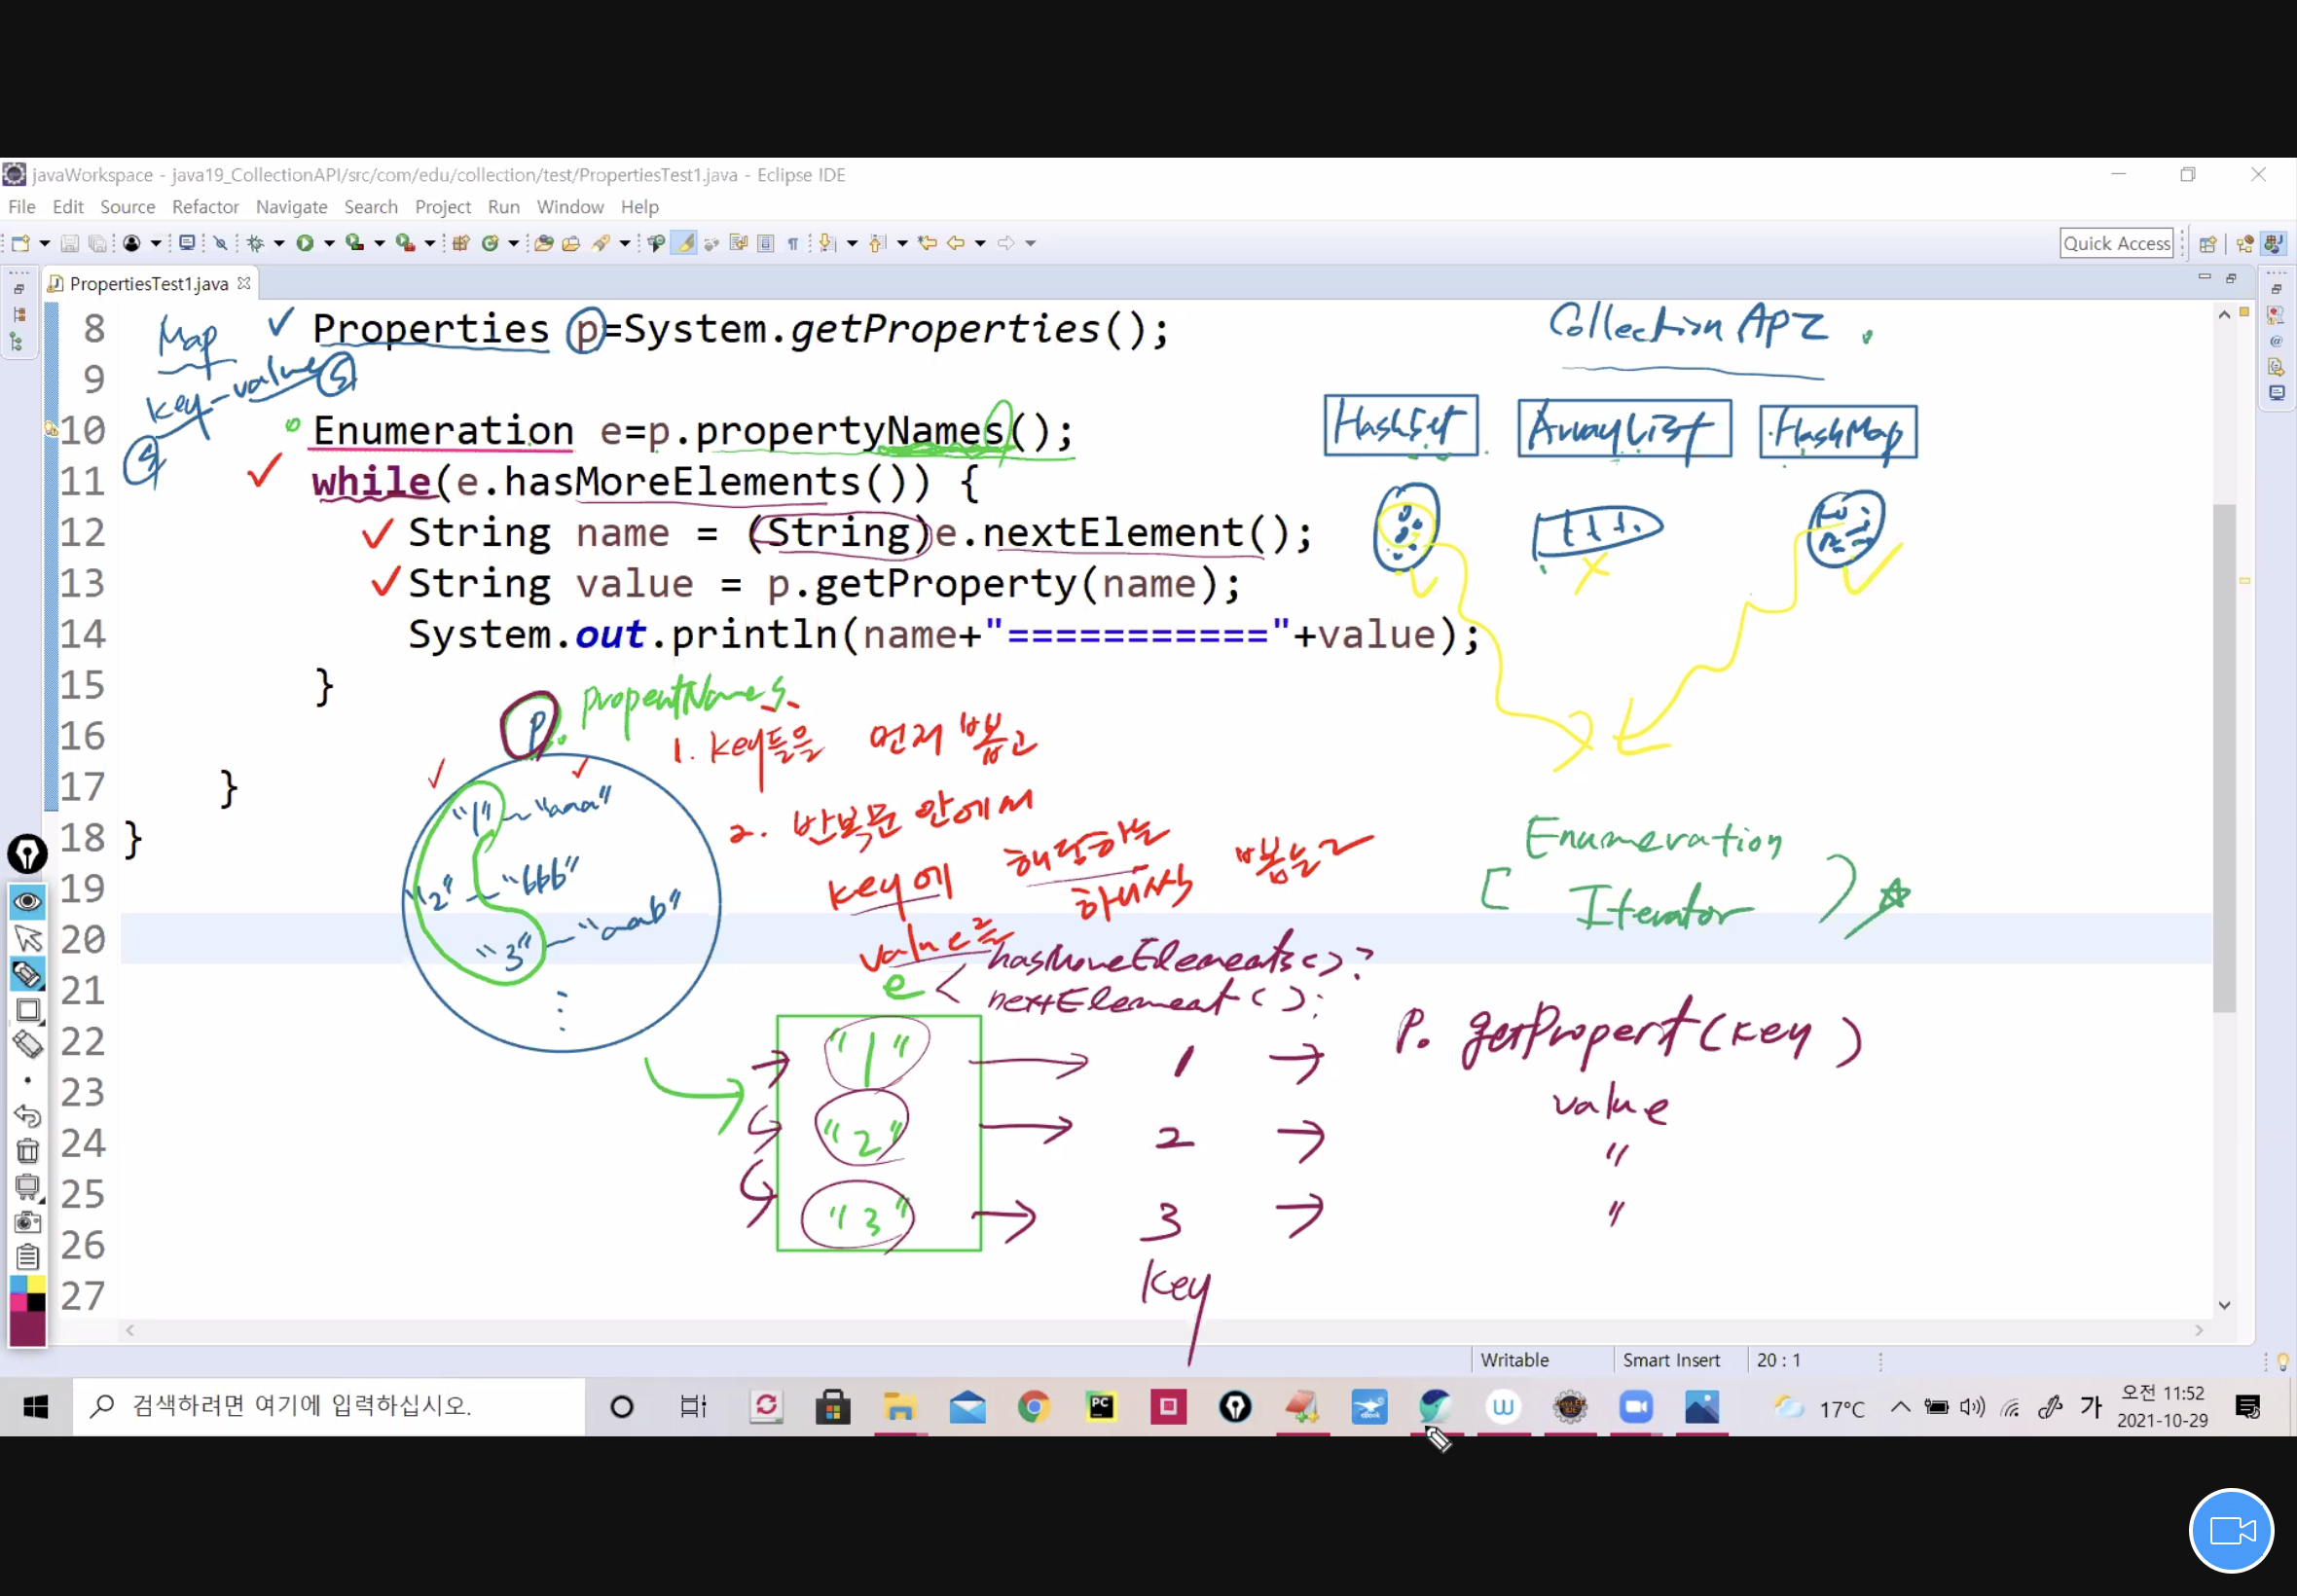 javaWorkspace - java19_CollectionAPI/src/com/edu/collection/test/PropertiesTest1.java - Eclipse IDE
File Edit Source Refactor Navigate Search Project Run Window Help
Quick Access
PropertiesTest1.java
8 Properties p=System.getProperties();
9
10 Enumeration e=p.propertyNames();
11 while(e.hasMoreElements()) {
12 String name = (String)e.nextElement();
13 String value = p.getProperty(name);
14 System.out.println(name+"==========="+value);
15 }
16
17 }
18 }
19
20
21
22
23
24
25
26
27
Map
key-value S
S
Collection API
HashSet ArrayList HashMap
P. propertNames
1. key들을 먼저 뽑고
2. 반복문 안에서
key에 해당하는
value를 하나씩 뽑는고
"1" ~ "aaa"
"2" - "bbb"
"3" - "aab"
Enumeration
Iterator
e < hasMoreElements()?
nextElement();
"1" → 1 → P. getPropert(key)
value
"2" → 2 → "
"3" → 3 → "
key
Writable Smart Insert 20 : 1
검색하려면 여기에 입력하십시오.
PC
17°C
가
오전 11:52
2021-10-29